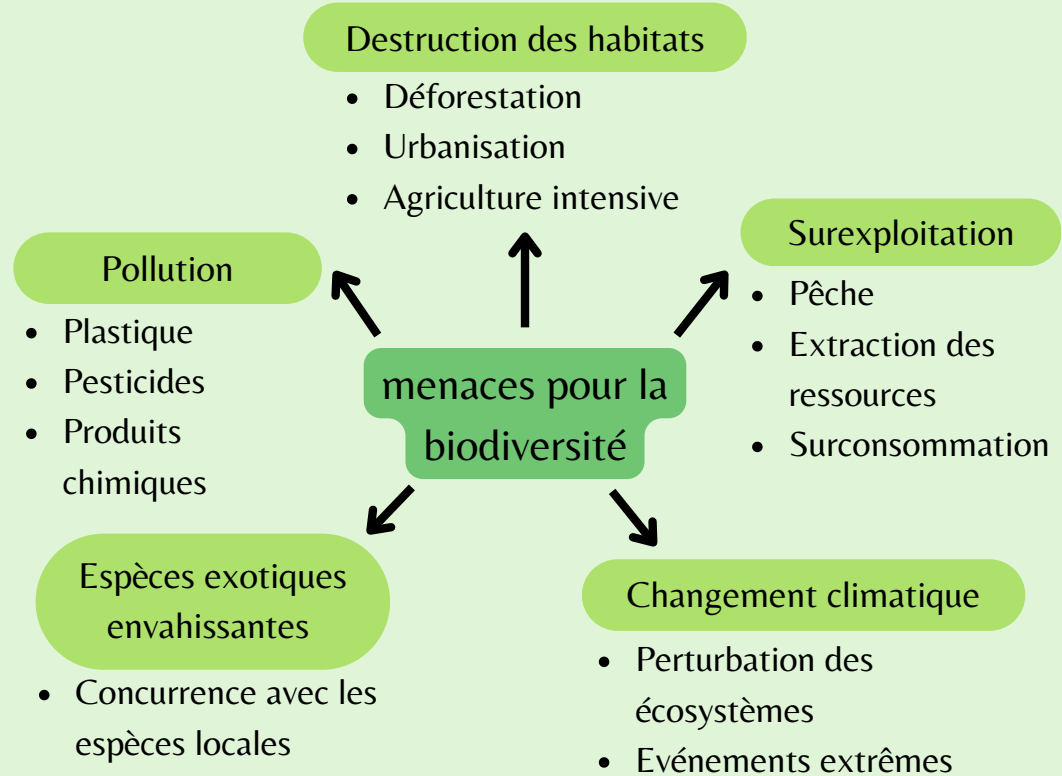 Destruction des habitats
• Déforestation
• Urbanisation
• Agriculture intensive
Pollution
• Plastique
• Pesticides
• Produits
chimiques
Surexploitation
• Pêche
• Extraction des
ressources
• Surconsommation
menaces pour la
biodiversité
Espèces exotiques
envahissantes
• Concurrence avec les
espèces locales
Changement climatique
• Perturbation des
écosystèmes
• Evénements extrêmes